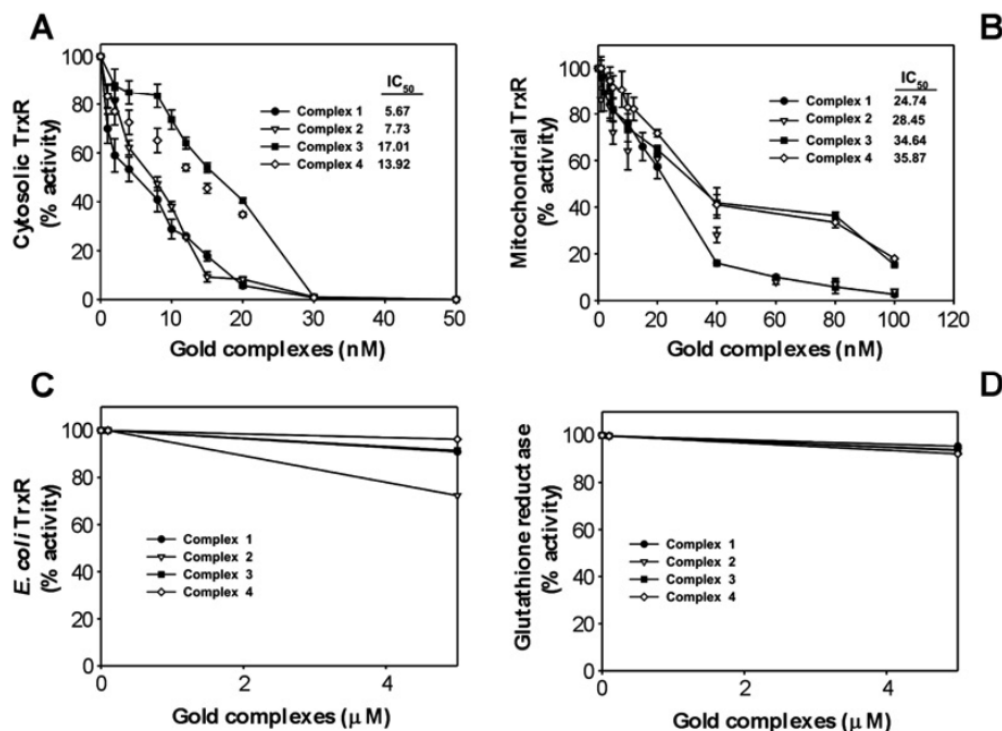 A
Cytosolic TrxR
(% activity)
100
80
60
40
20
0
IC50
Complex 1 5.67
Complex 2 7.73
Complex 3 17.01
Complex 4 13.92
0 10 20 30 40 50
Gold complexes (nM)
B
Mitochondrial TrxR
(% activity)
100
80
60
40
20
0
IC50
Complex 1 24.74
Complex 2 28.45
Complex 3 34.64
Complex 4 35.87
0 20 40 60 80 100 120
Gold complexes (nM)
C
E. coli TrxR
(% activity)
100
80
60
40
20
0
Complex 1
Complex 2
Complex 3
Complex 4
0 2 4
Gold complexes (μM)
D
Glutathione reduct ase
(% activity)
100
80
60
40
20
0
Complex 1
Complex 2
Complex 3
Complex 4
0 2 4
Gold complexes (μM)